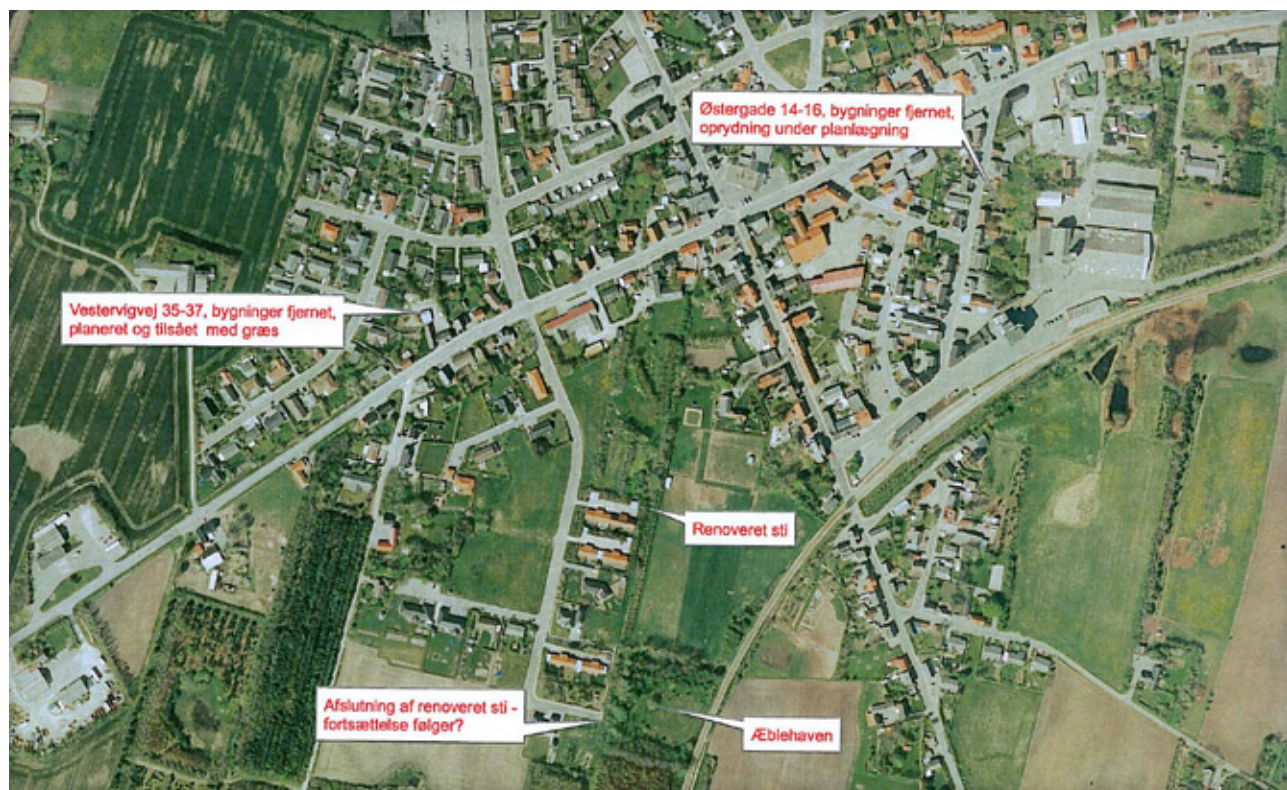 Østergade 14-16, bygninger fjernet,
oprydning under planlægning
Vestervigvej 35-37, bygninger fjernet,
planeret og tilsået med græs
Renoveret sti
Afslutning af renoveret sti -
fortsættelse følger?
Æblehaven